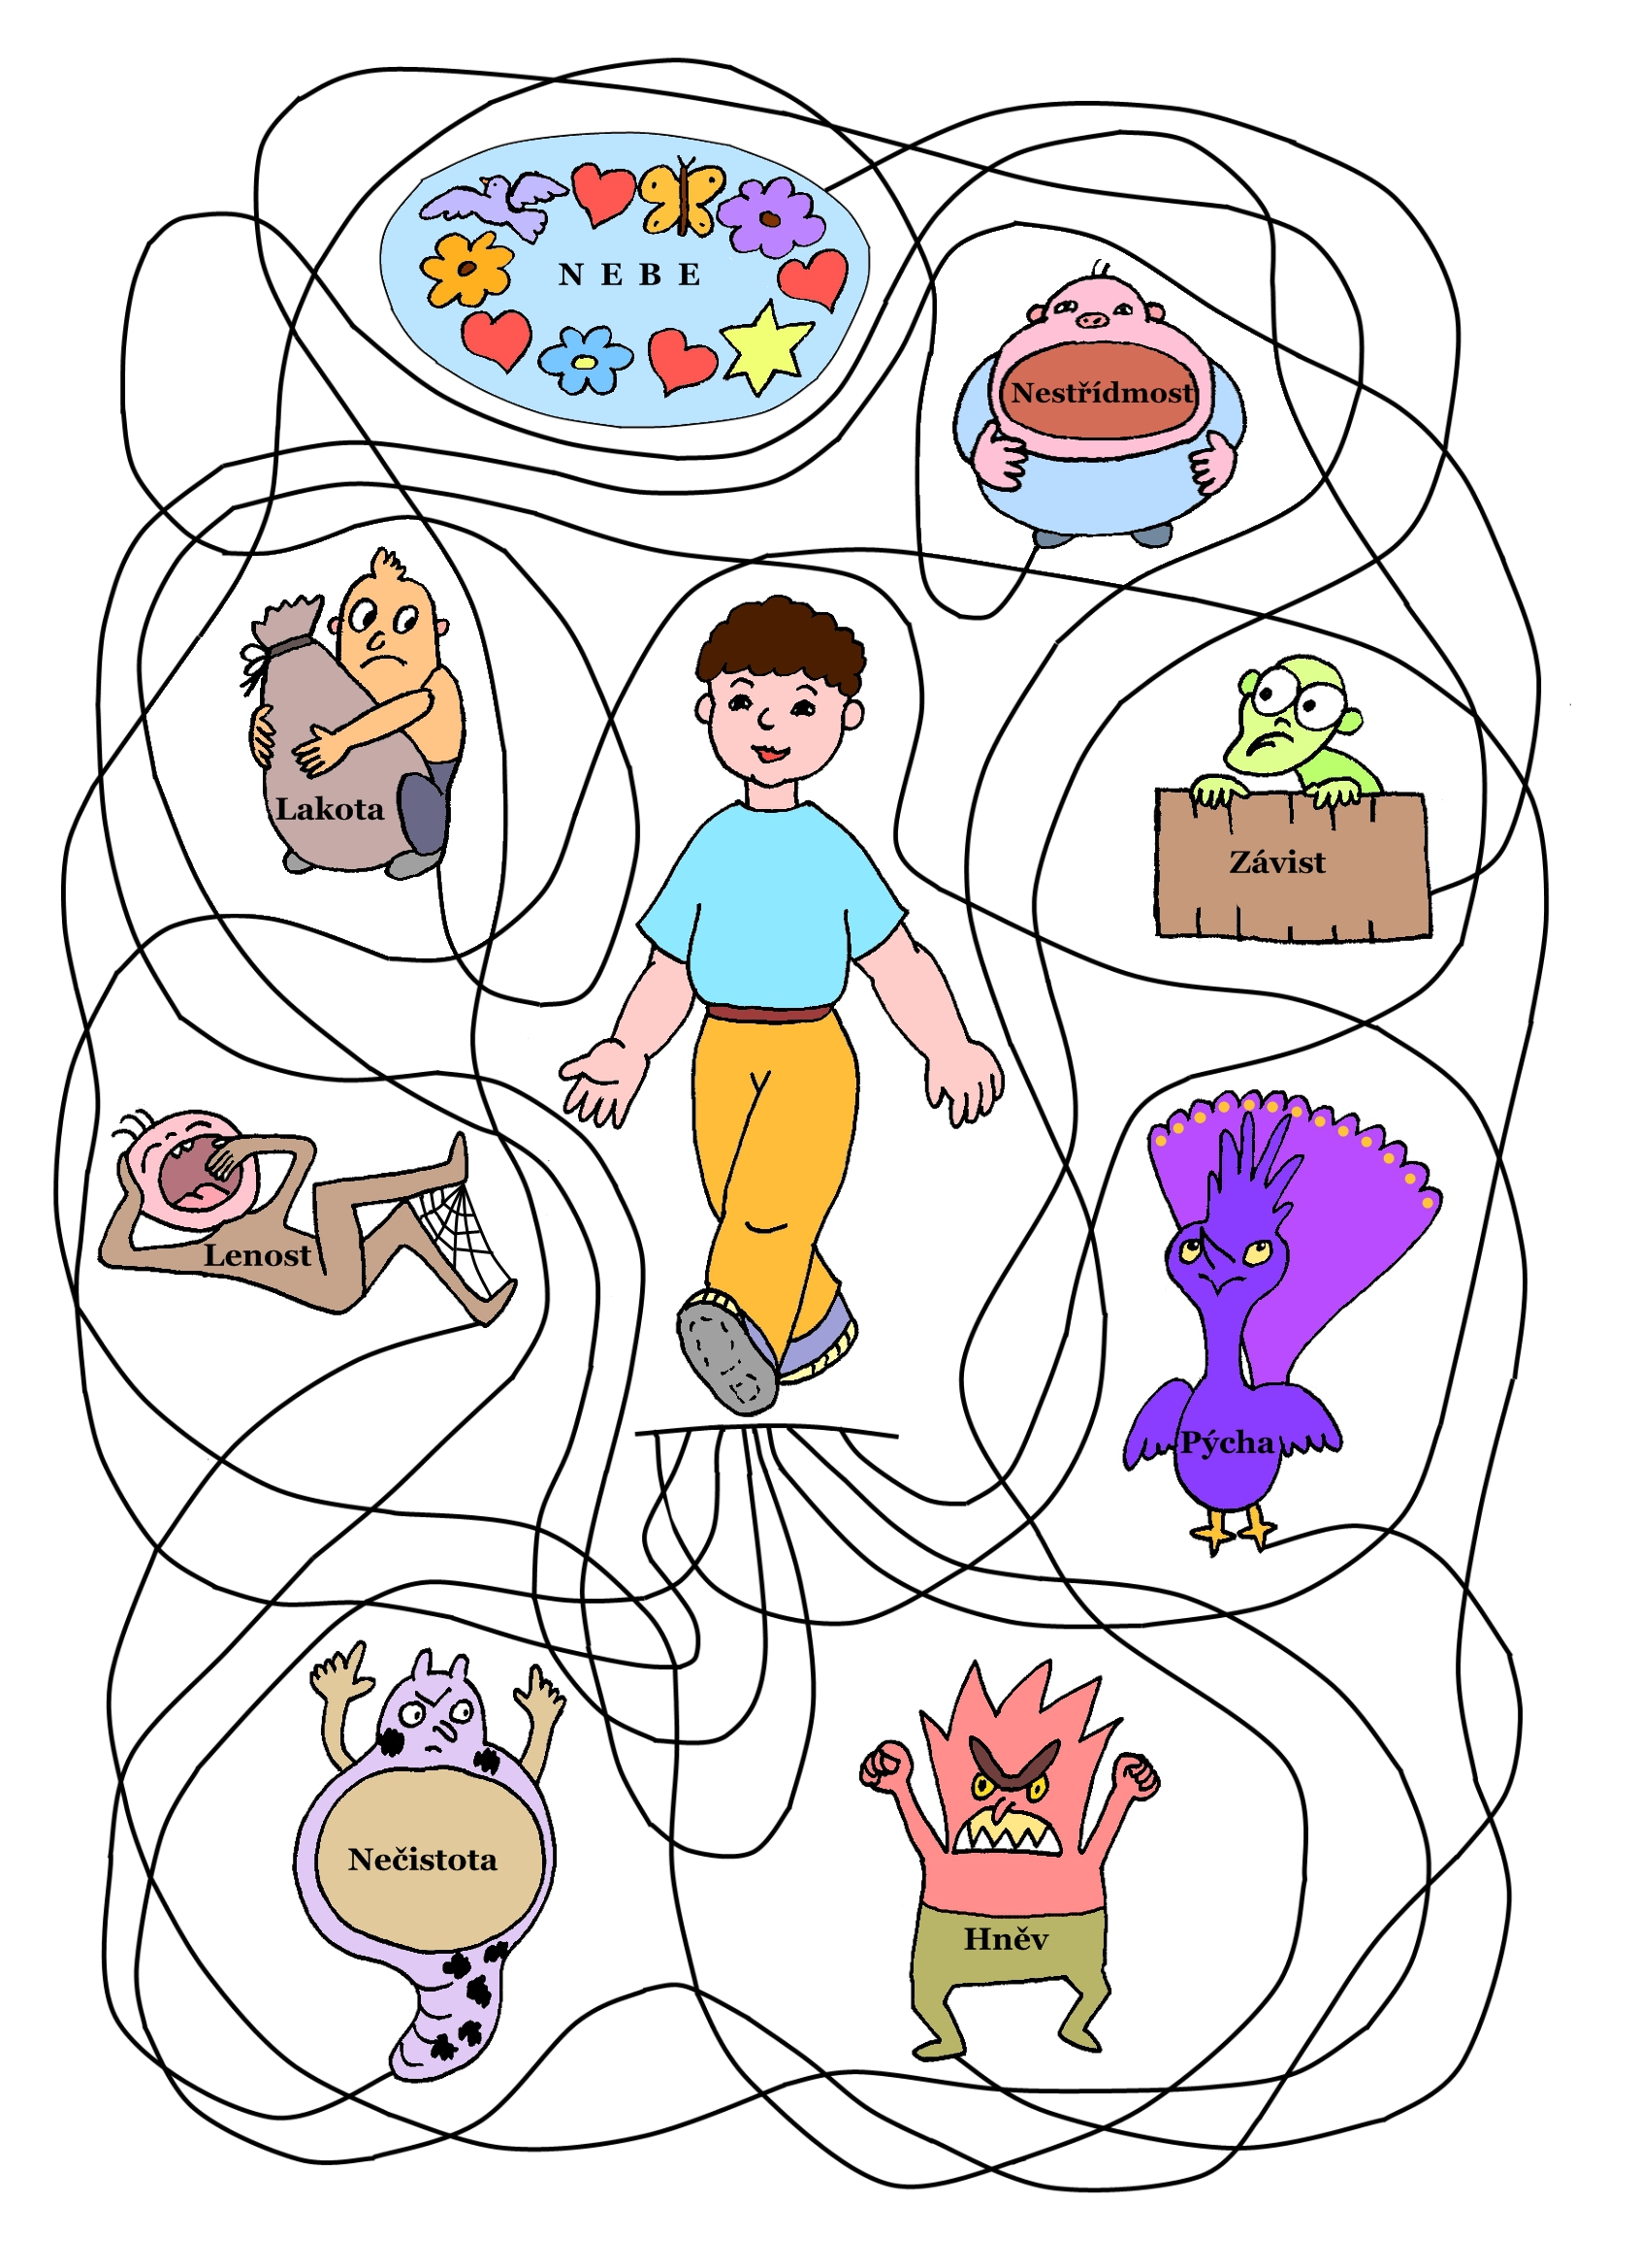 N E B E
Nestřídmost
Lakota
Závist
Lenost
Pýcha
Nečistota
Hněv